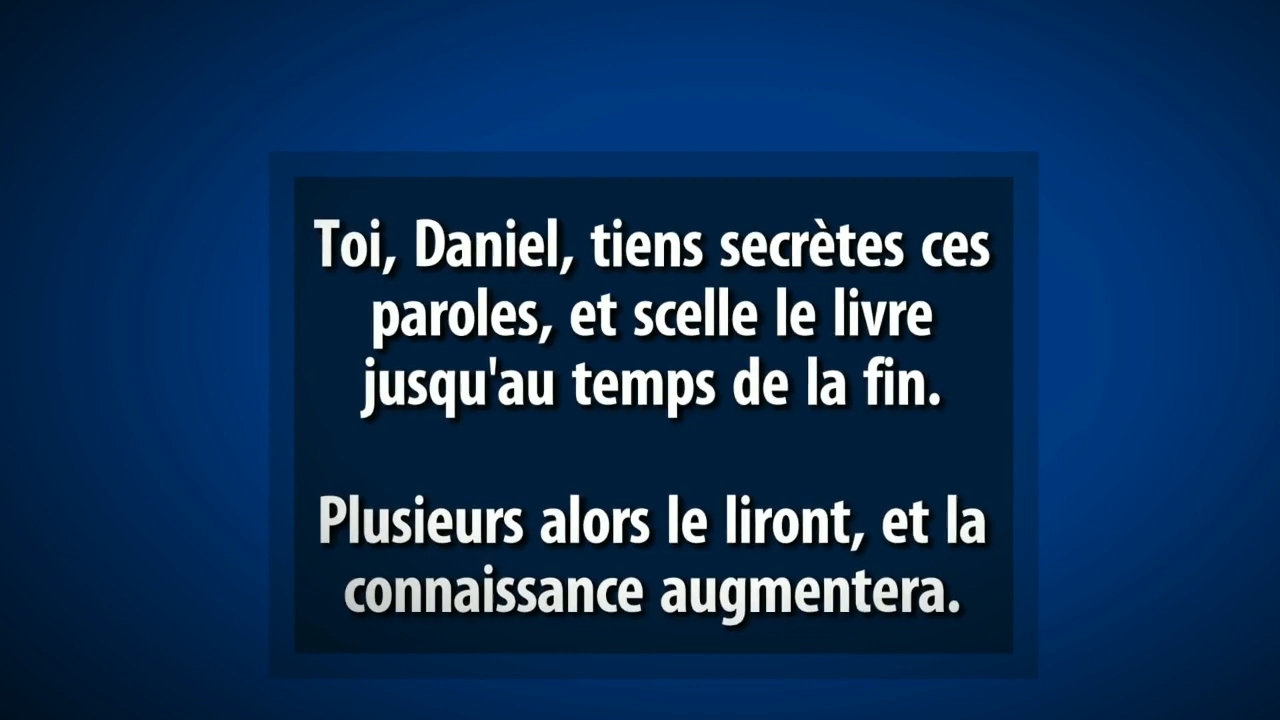 Toi, Daniel, tiens secrètes ces
paroles, et scelle le livre
jusqu'au temps de la fin.
Plusieurs alors le liront, et la
connaissance augmentera.